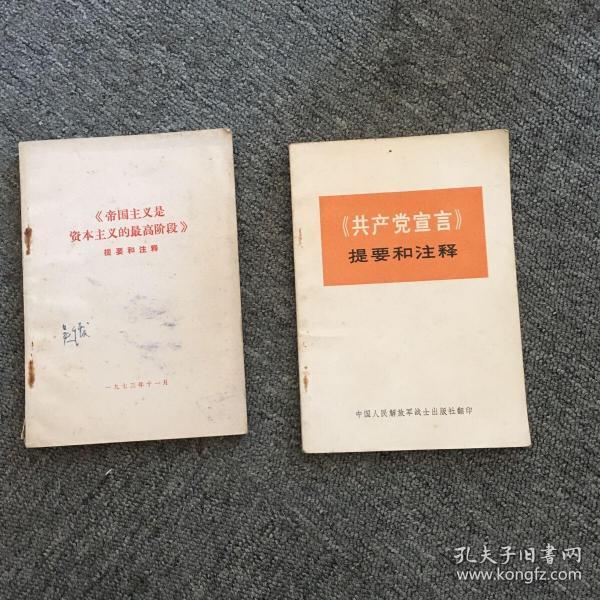 《帝国主义是
资本主义的最高阶段》
提要和注释
一九七三年十一月
《共产党宣言》
提要和注释
中国人民解放军战士出版社翻印
孔夫子旧书网
www.kongfz.com